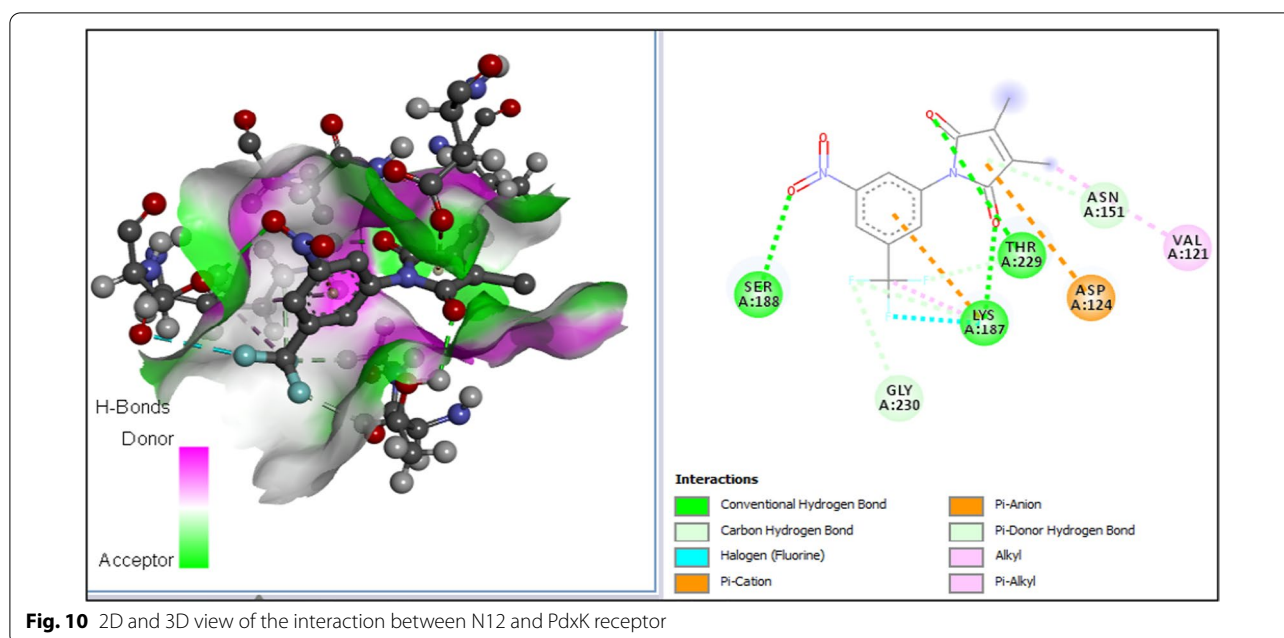 H-Bonds
Donor
Acceptor
O
O
N
O
N
O
F
F
F
SER
A:188
ASN
A:151
VAL
A:121
THR
A:229
ASP
A:124
LYS
A:187
GLY
A:230
Interactions
Conventional Hydrogen Bond
Carbon Hydrogen Bond
Halogen (Fluorine)
Pi-Cation
Pi-Anion
Pi-Donor Hydrogen Bond
Alkyl
Pi-Alkyl
Fig. 10 2D and 3D view of the interaction between N12 and PdxK receptor